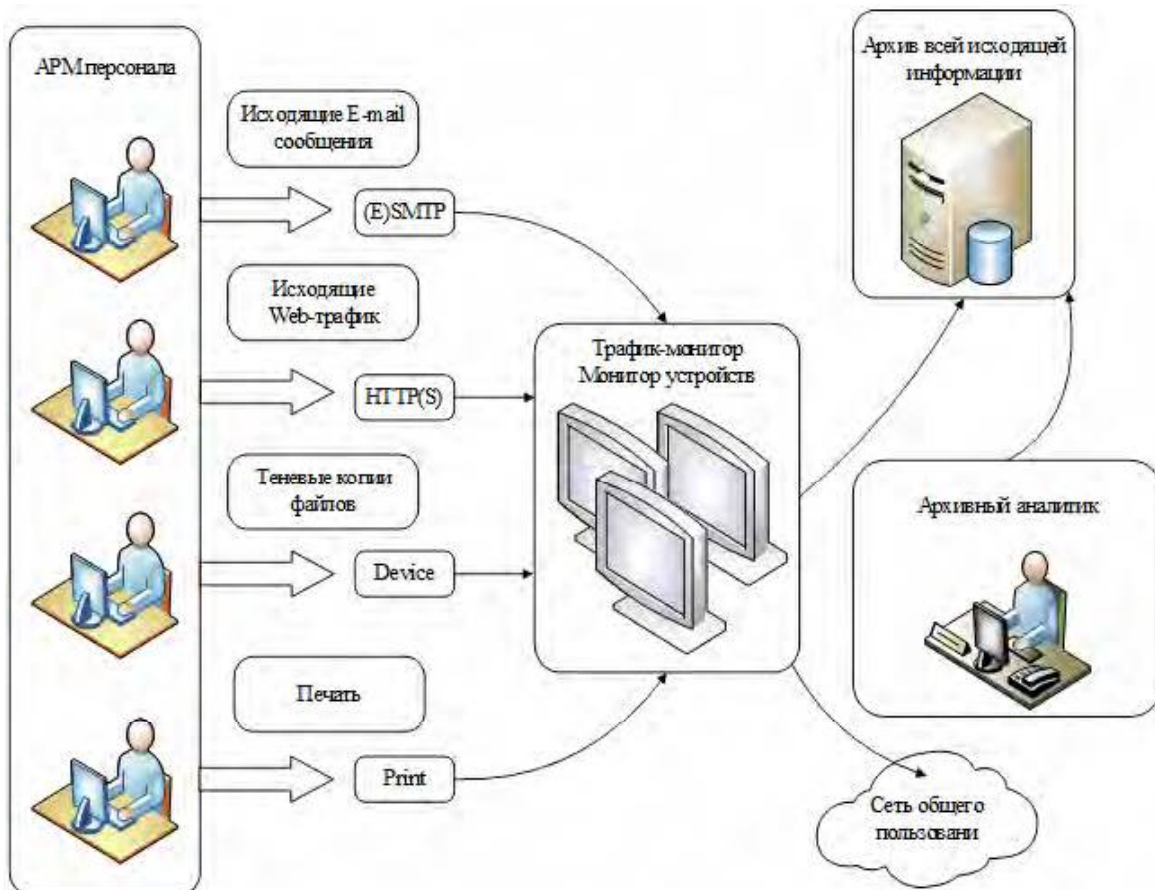 АРМ персонала
Исходящие E-mail
сообщения
(E)SMTP
Исходящие
Web-трафик
HTTP(S)
Теневые копии
файлов
Device
Печать
Print
Трафик-монитор
Монитор устройств
Архив всей исходящей
информации
Архивный аналитик
Сеть общего
пользовани